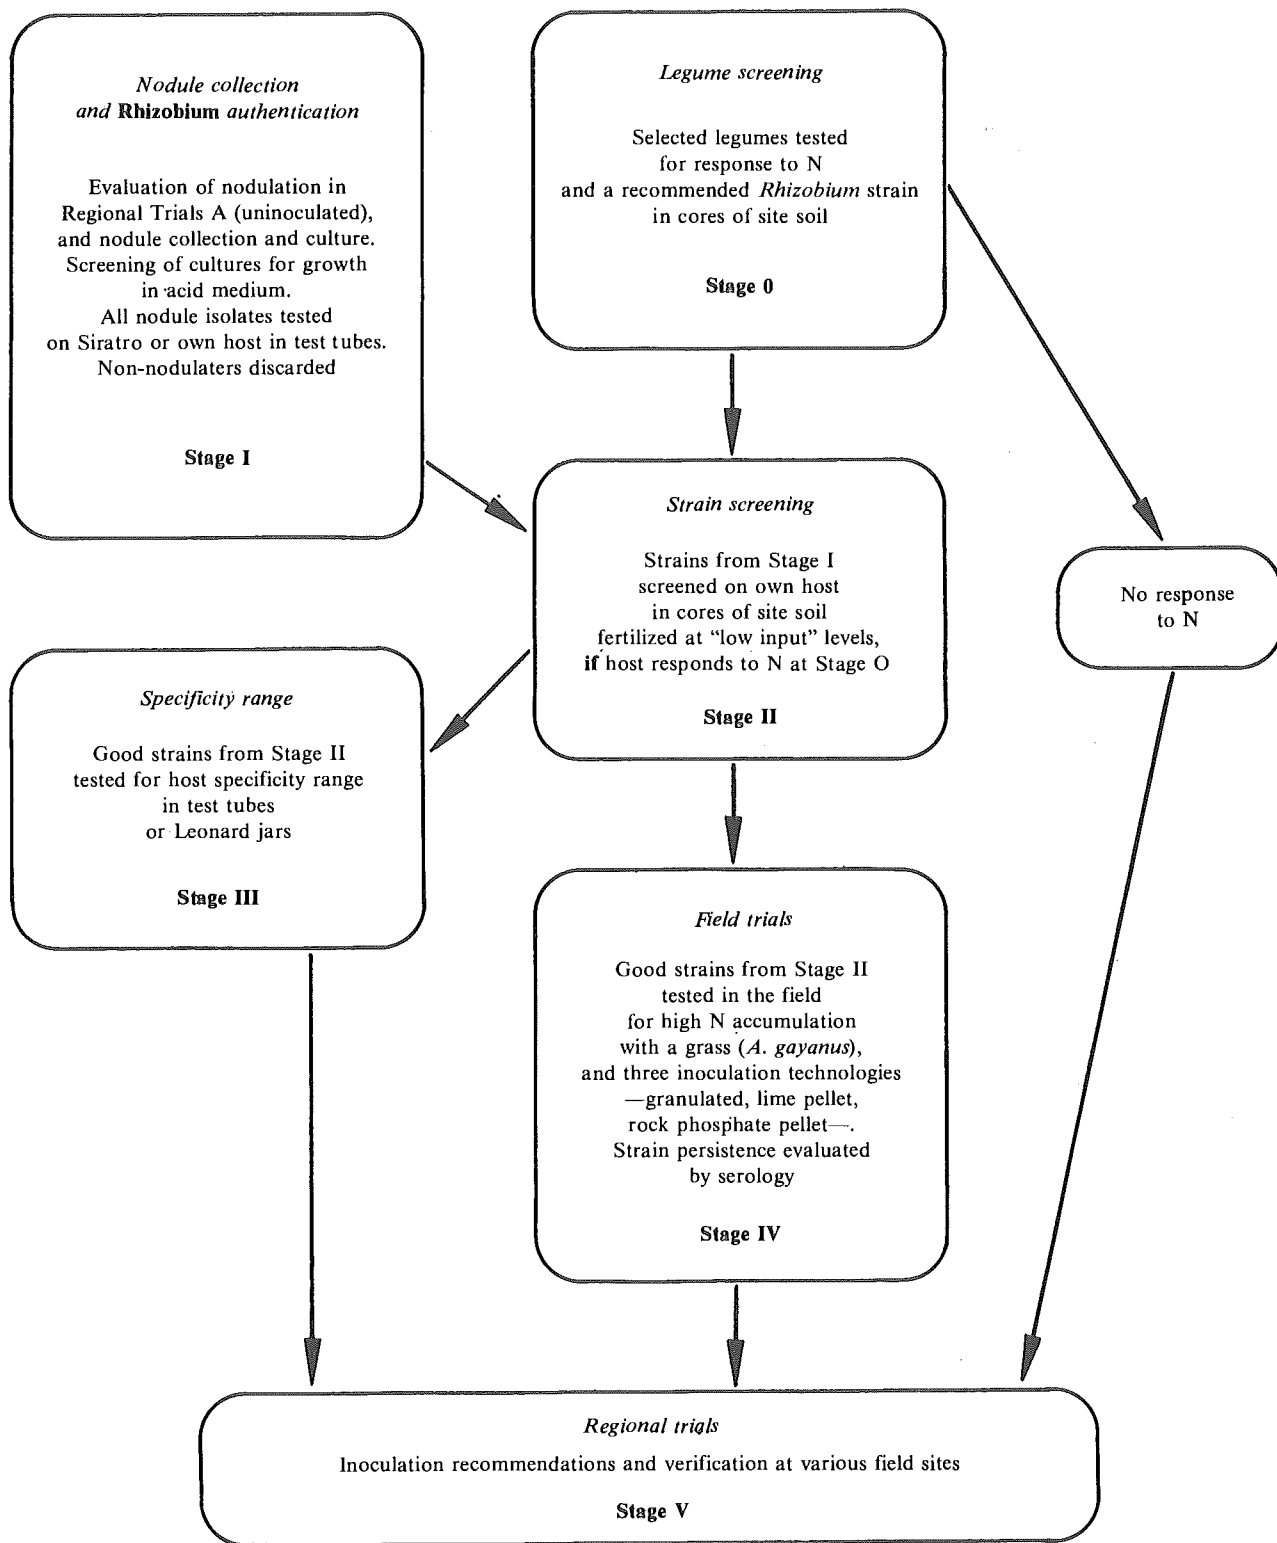 Nodule collection
and Rhizobium authentication
Evaluation of nodulation in
Regional Trials A (uninoculated),
and nodule collection and culture.
Screening of cultures for growth
in acid medium.
All nodule isolates tested
on Siratro or own host in test tubes.
Non-nodulaters discarded
Stage I
Legume screening
Selected legumes tested
for response to N
and a recommended Rhizobium strain
in cores of site soil
Stage 0
Strain screening
Strains from Stage I
screened on own host
in cores of site soil
fertilized at “low input” levels,
if host responds to N at Stage O
Stage II
No response
to N
Specificity range
Good strains from Stage II
tested for host specificity range
in test tubes
or Leonard jars
Stage III
Field trials
Good strains from Stage II
tested in the field
for high N accumulation
with a grass (A. gayanus),
and three inoculation technologies
—granulated, lime pellet,
rock phosphate pellet—.
Strain persistence evaluated
by serology
Stage IV
Regional trials
Inoculation recommendations and verification at various field sites
Stage V